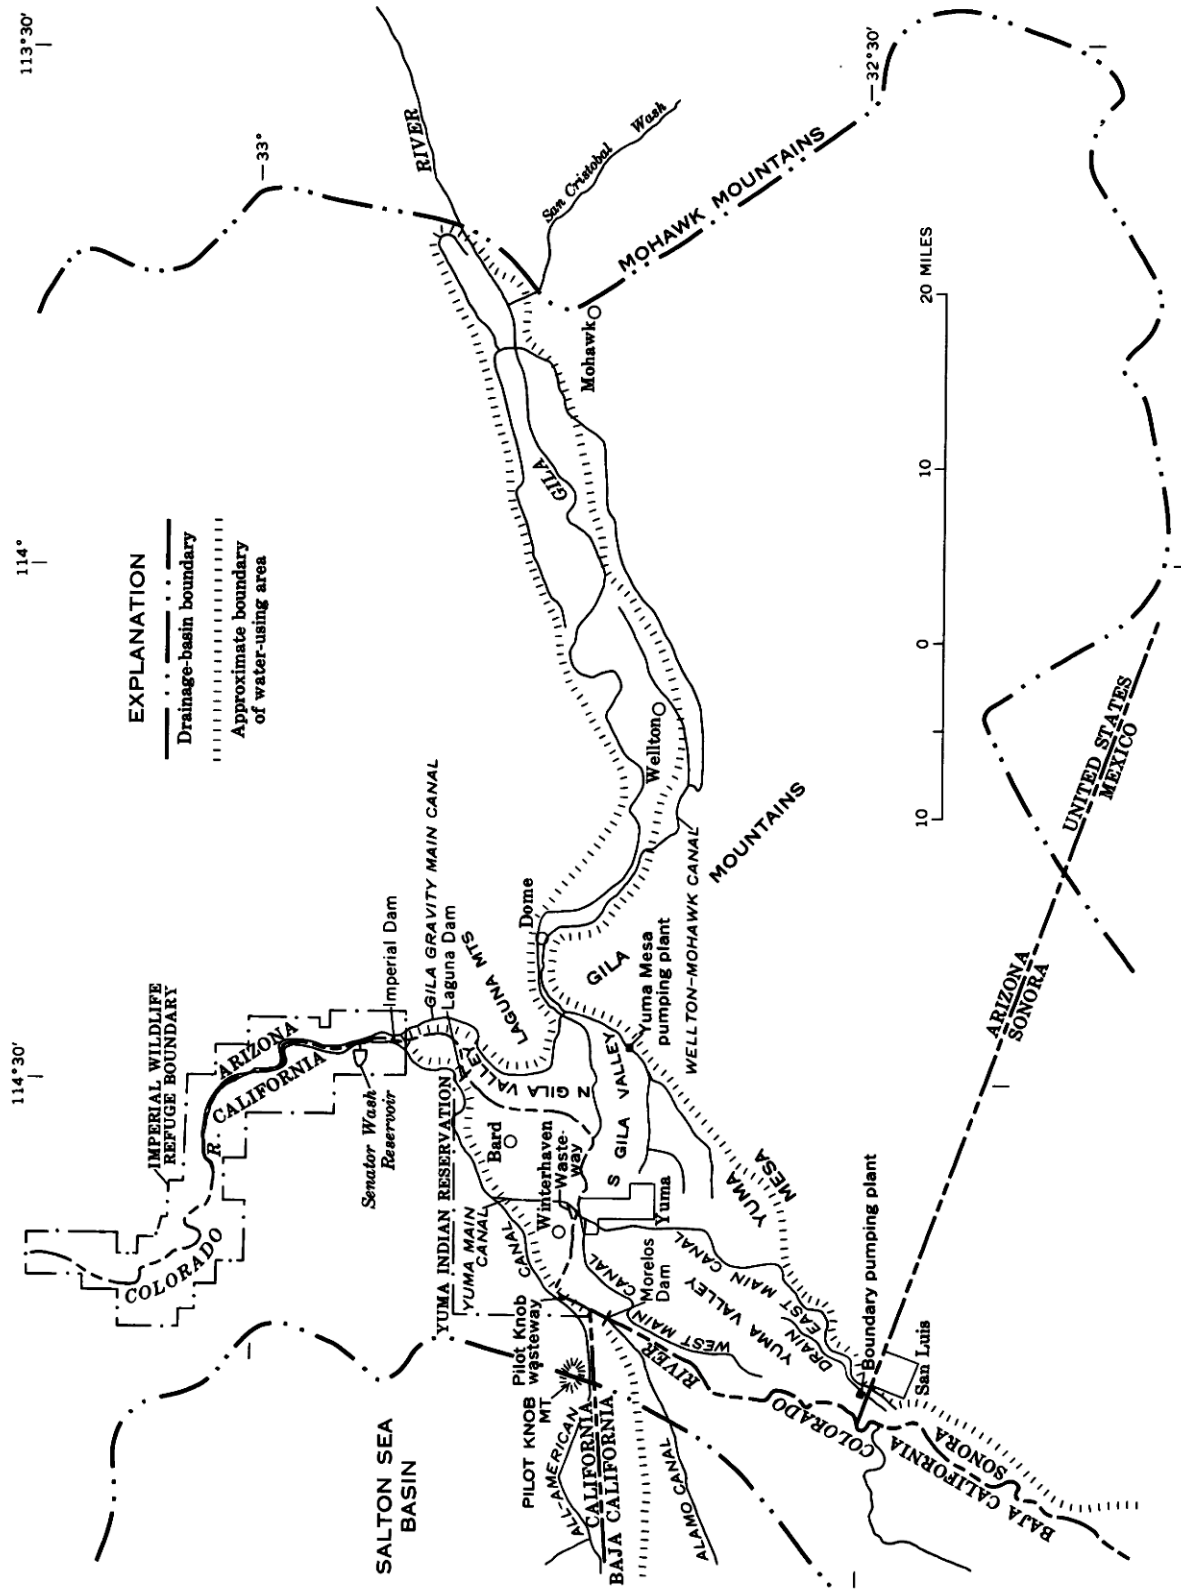 113°30'
114°
114°30'
33°
32°30'
EXPLANATION
Drainage-basin boundary
Approximate boundary
of water-using area
IMPERIAL WILDLIFE
REFUGE BOUNDARY
COLORADO
R.
ARIZONA
CALIFORNIA
Senator Wash
Reservoir
Imperial Dam
GILA GRAVITY MAIN CANAL
Laguna Dam
LAGUNA MTS
YUMA INDIAN RESERVATION
YUMA MAIN
CANAL
Bard
N GILA VALLEY
Dome
RIVER
San Cristobal Wash
MOHAWK MOUNTAINS
Mohawk
GILA
Wellton
WELLTON-MOHAWK CANAL
GILA
MOUNTAINS
SALTON SEA
BASIN
Pilot Knob
wasteway
PILOT KNOB
MT
ALL-AMERICAN
CANAL
CALIFORNIA
BAJA CALIFORNIA
ALAMO CANAL
Winterhaven
Waste-
way
S GILA VALLEY
Yuma Mesa
pumping plant
Yuma
Morelos
Dam
WEST MAIN CANAL
RIVER
YUMA VALLEY
EAST MAIN CANAL
DRAIN
YUMA VALLEY
YUMA
MESA
COLORADO
Boundary pumping plant
San Luis
BAJA CALIFORNIA
SONORA
ARIZONA
SONORA
UNITED STATES
MEXICO
10
0
10
20 MILES